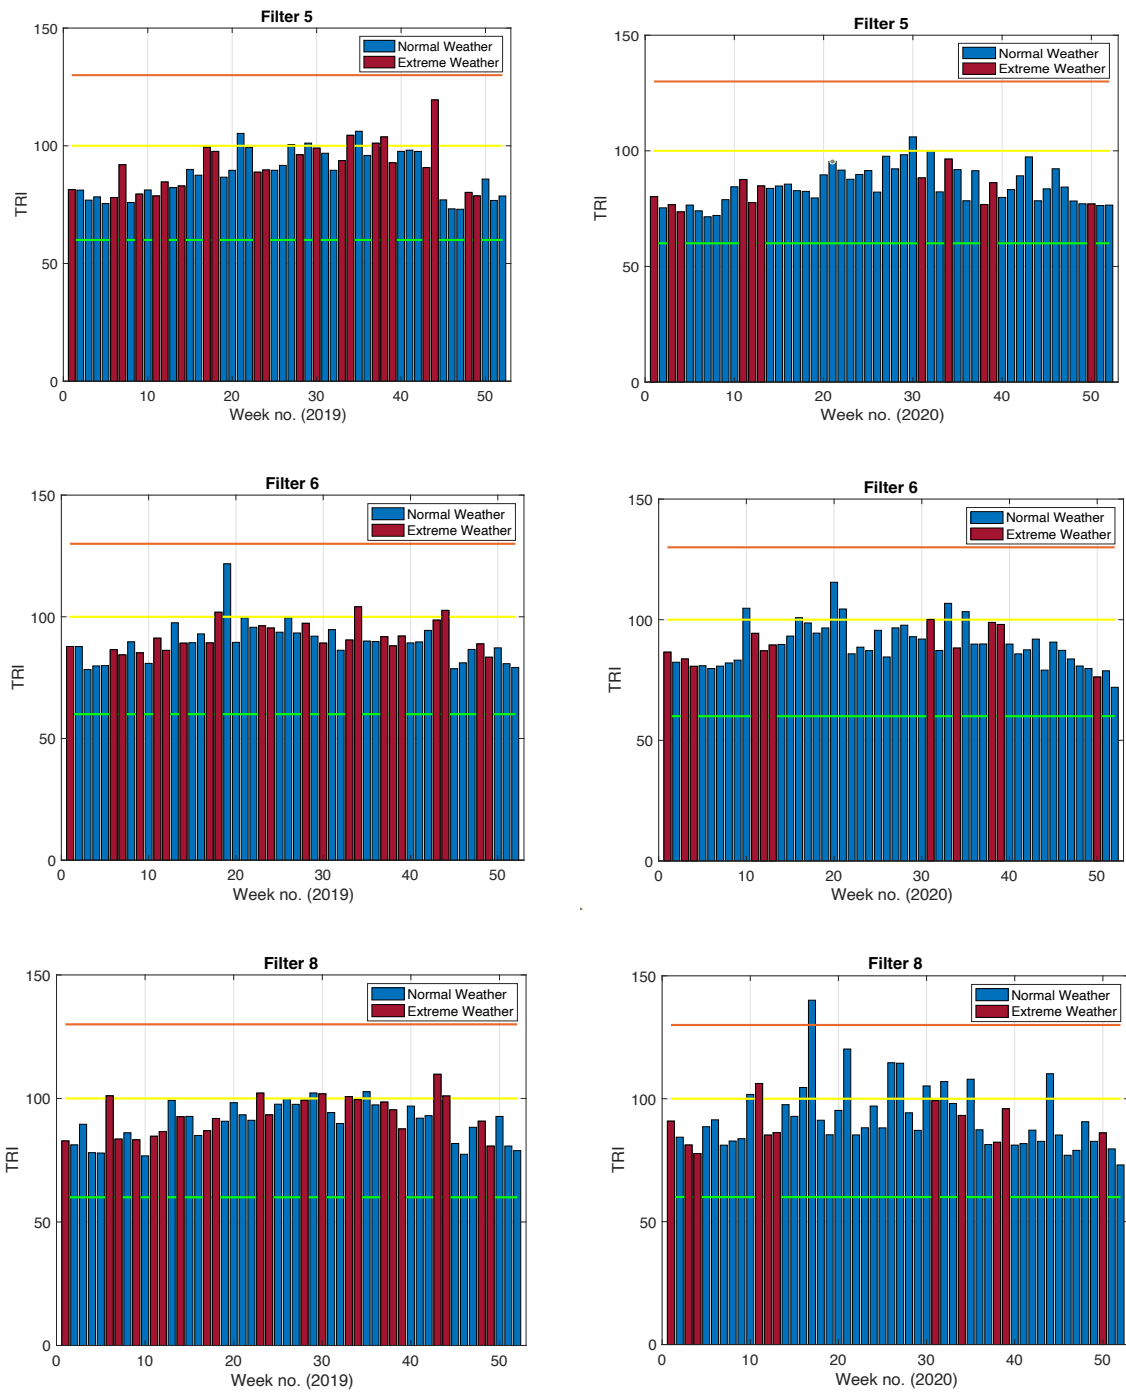 Filter 5
150
100
50
0
TRI
Normal Weather
Extreme Weather
0 10 20 30 40 50
Week no. (2019)
Filter 5
150
100
50
0
TRI
Normal Weather
Extreme Weather
0 10 20 30 40 50
Week no. (2020)
Filter 6
150
100
50
0
TRI
Normal Weather
Extreme Weather
0 10 20 30 40 50
Week no. (2019)
Filter 6
150
100
50
0
TRI
Normal Weather
Extreme Weather
0 10 20 30 40 50
Week no. (2020)
Filter 8
150
100
50
0
TRI
Normal Weather
Extreme Weather
0 10 20 30 40 50
Week no. (2019)
Filter 8
150
100
50
0
TRI
Normal Weather
Extreme Weather
0 10 20 30 40 50
Week no. (2020)